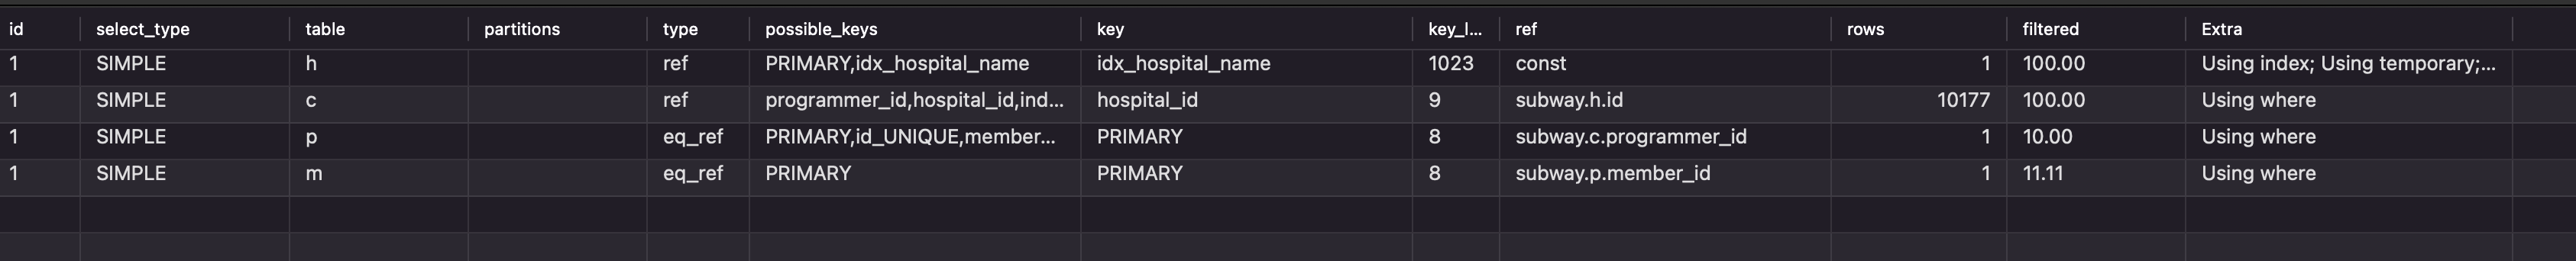 id select_type table partitions type possible_keys key key_l... ref rows filtered Extra
1 SIMPLE h ref PRIMARY,idx_hospital_name idx_hospital_name 1023 const 1 100.00 Using index; Using temporary;...
1 SIMPLE c ref programmer_id,hospital_id,ind... hospital_id 9 subway.h.id 10177 100.00 Using where
1 SIMPLE p eq_ref PRIMARY,id_UNIQUE,member... PRIMARY 8 subway.c.programmer_id 1 10.00 Using where
1 SIMPLE m eq_ref PRIMARY PRIMARY 8 subway.p.member_id 1 11.11 Using where